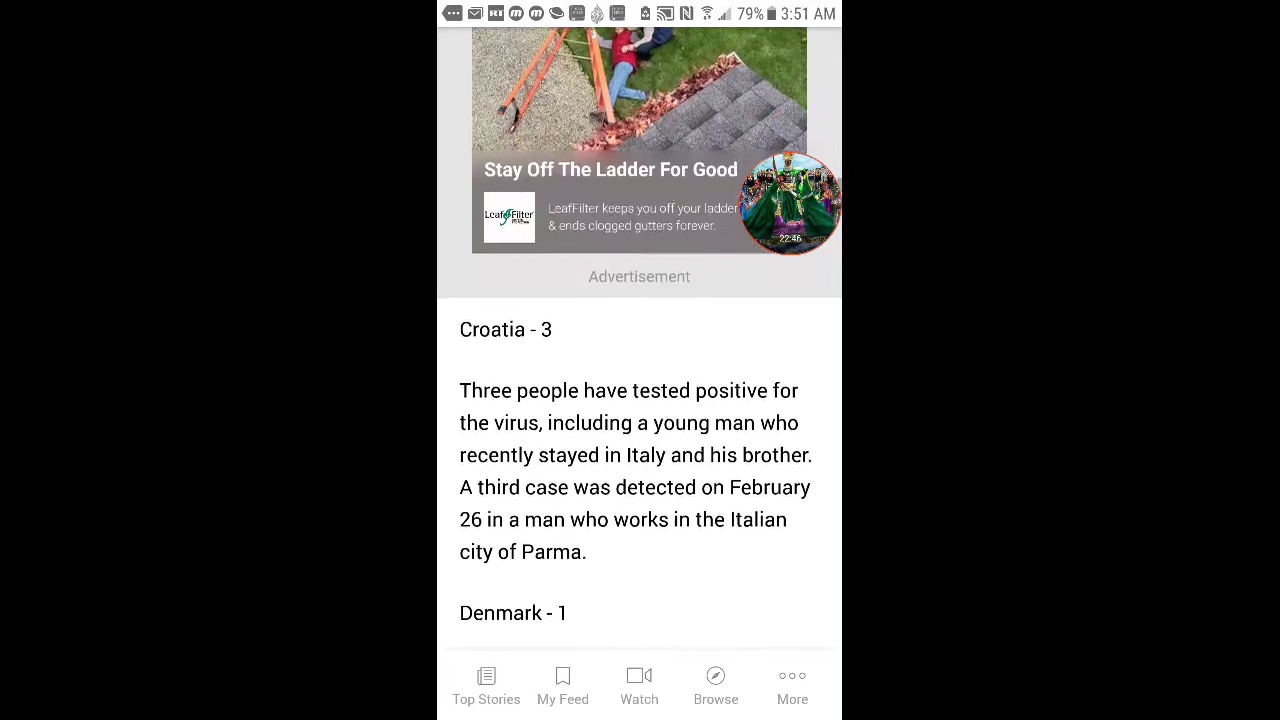 79% 3:51 AM
Stay Off The Ladder For Good
LeafFilter
LeafFilter keeps you off your ladder
& ends clogged gutters forever.
22:46
Advertisement
Croatia - 3
Three people have tested positive for
the virus, including a young man who
recently stayed in Italy and his brother.
A third case was detected on February
26 in a man who works in the Italian
city of Parma.
Denmark - 1
Top Stories My Feed Watch Browse More